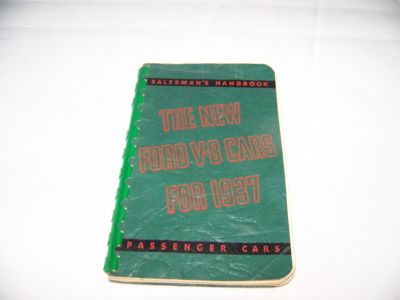 SALESMAN'S HANDBOOK
THE NEW
FORD V-8 CARS
FOR 1937
PASSENGER CARS